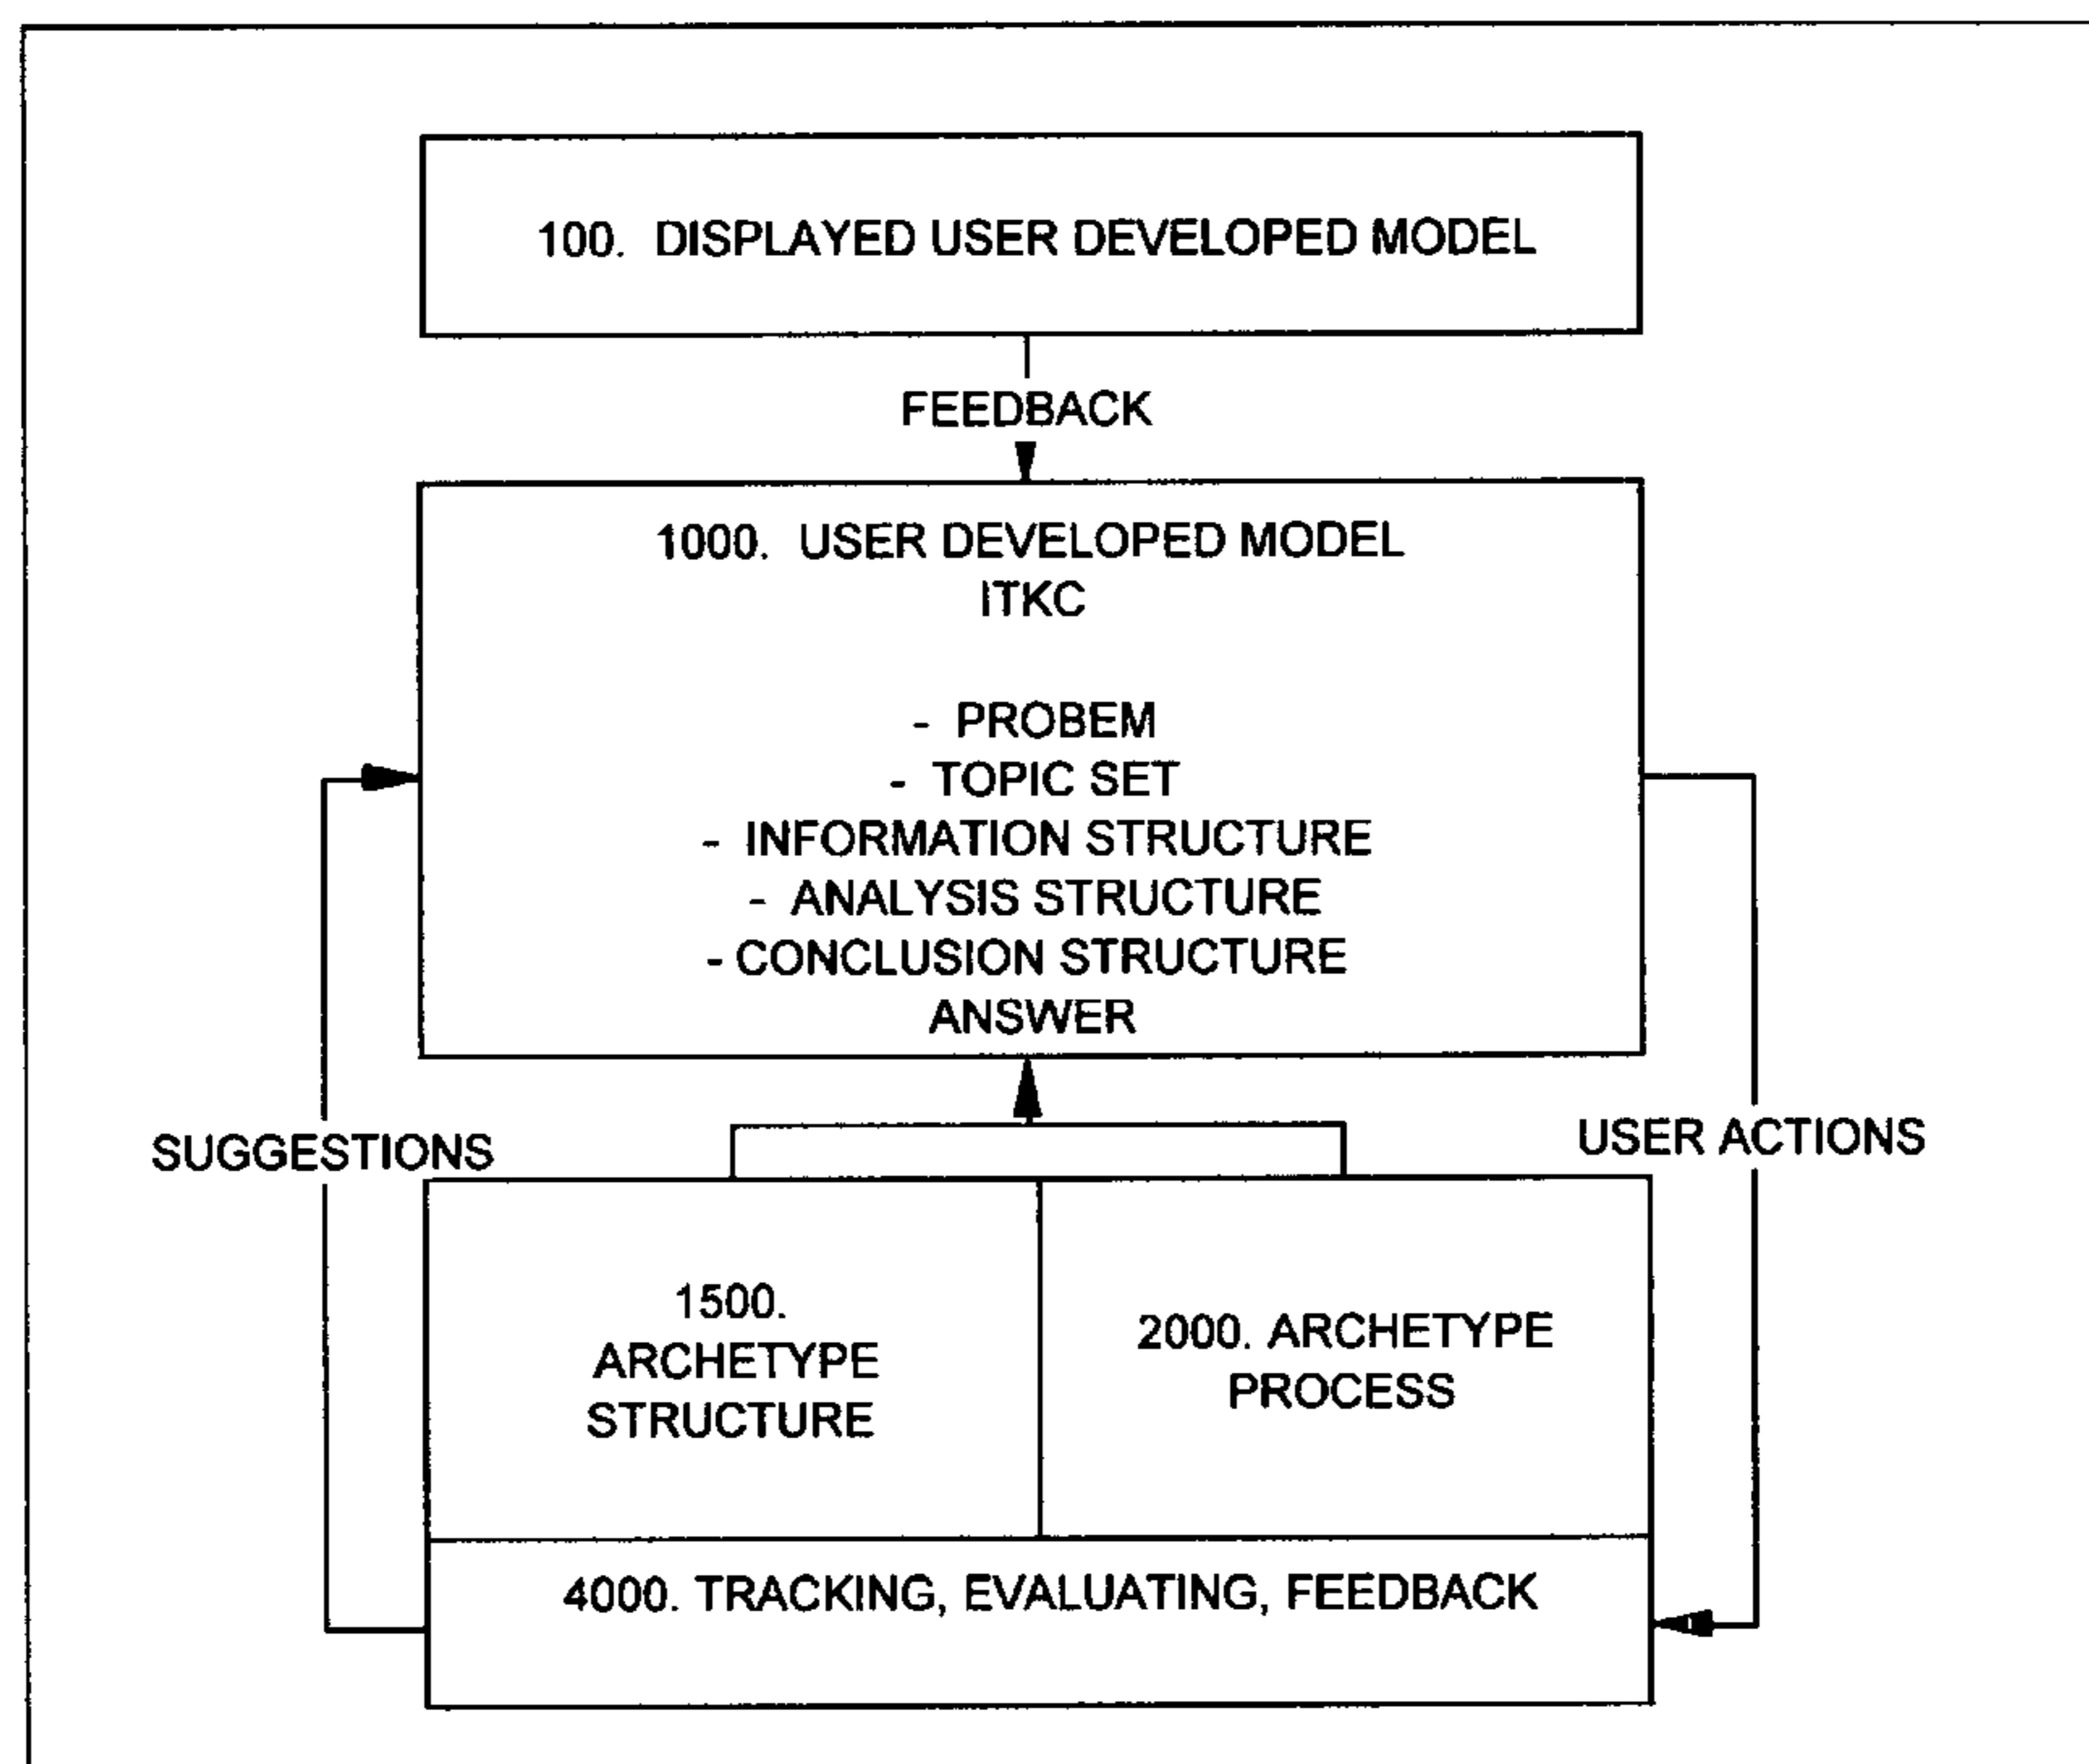 100. DISPLAYED USER DEVELOPED MODEL
FEEDBACK
1000. USER DEVELOPED MODEL
ITKC
- PROBEM
- TOPIC SET
- INFORMATION STRUCTURE
- ANALYSIS STRUCTURE
- CONCLUSION STRUCTURE
ANSWER
SUGGESTIONS
USER ACTIONS
1500.
ARCHETYPE
STRUCTURE
2000. ARCHETYPE
PROCESS
4000. TRACKING, EVALUATING, FEEDBACK